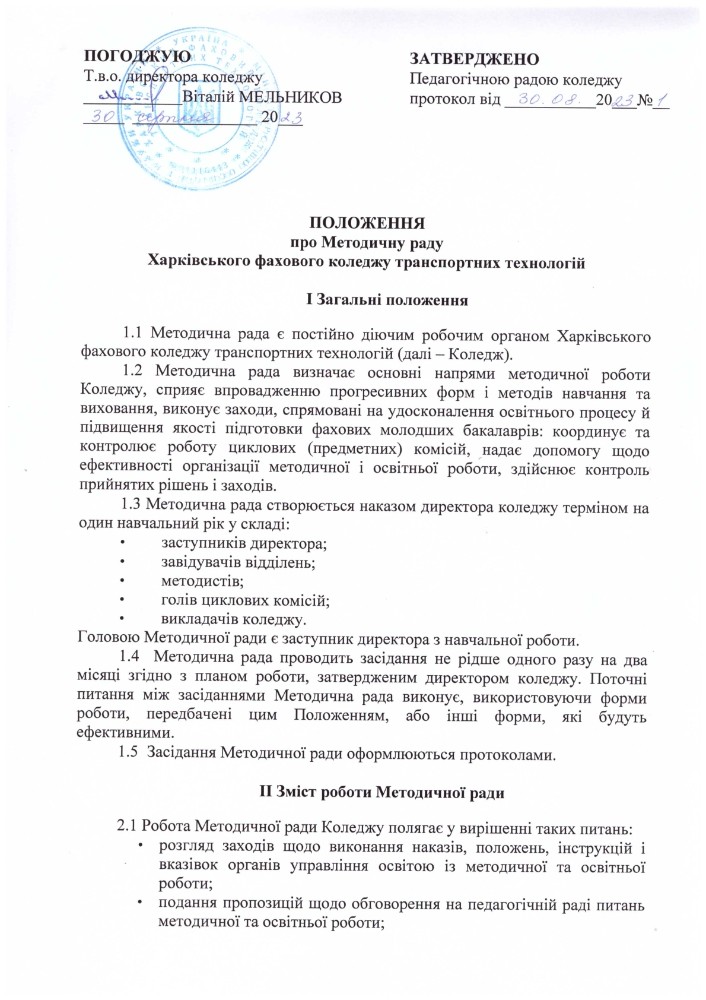 ПОГОДЖУЮ
Т.в.о. директора коледжу
Віталій МЕЛЬНИКОВ
30 серпня 2023
ЗАТВЕРДЖЕНО
Педагогічною радою коледжу
протокол від 30.08. 2023 № 1
УКРАЇНА
ПОЛОЖЕННЯ
про Методичну раду
Харківського фахового коледжу транспортних технологій
І Загальні положення
1.1 Методична рада є постійно діючим робочим органом Харківського
фахового коледжу транспортних технологій (далі – Коледж).
1.2 Методична рада визначає основні напрями методичної роботи
Коледжу, сприяє впровадженню прогресивних форм і методів навчання та
виховання, виконує заходи, спрямовані на удосконалення освітнього процесу й
підвищення якості підготовки фахових молодших бакалаврів: координує та
контролює роботу циклових (предметних) комісій, надає допомогу щодо
ефективності організації методичної і освітньої роботи, здійснює контроль
прийнятих рішень і заходів.
1.3 Методична рада створюється наказом директора коледжу терміном на
один навчальний рік у складі:
• заступників директора;
• завідувачів відділень;
• методистів;
• голів циклових комісій;
• викладачів коледжу.
Головою Методичної ради є заступник директора з навчальної роботи.
1.4 Методична рада проводить засідання не рідше одного разу на два
місяці згідно з планом роботи, затвердженим директором коледжу. Поточні
питання між засіданнями Методична рада виконує, використовуючи форми
роботи, передбачені цим Положенням, або інші форми, які будуть
ефективними.
1.5 Засідання Методичної ради оформлюються протоколами.
ІІ Зміст роботи Методичної ради
2.1 Робота Методичної ради Коледжу полягає у вирішенні таких питань:
• розгляд заходів щодо виконання наказів, положень, інструкцій і
вказівок органів управління освітою із методичної та освітньої
роботи;
• подання пропозицій щодо обговорення на педагогічній раді питань
методичної та освітньої роботи;